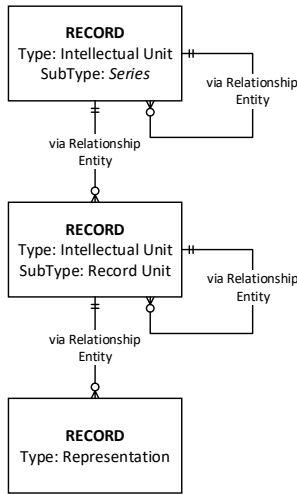 RECORD
Type: Intellectual Unit
SubType: Series
via Relationship
Entity
via Relationship
Entity
RECORD
Type: Intellectual Unit
SubType: Record Unit
via Relationship
Entity
via Relationship
Entity
RECORD
Type: Representation